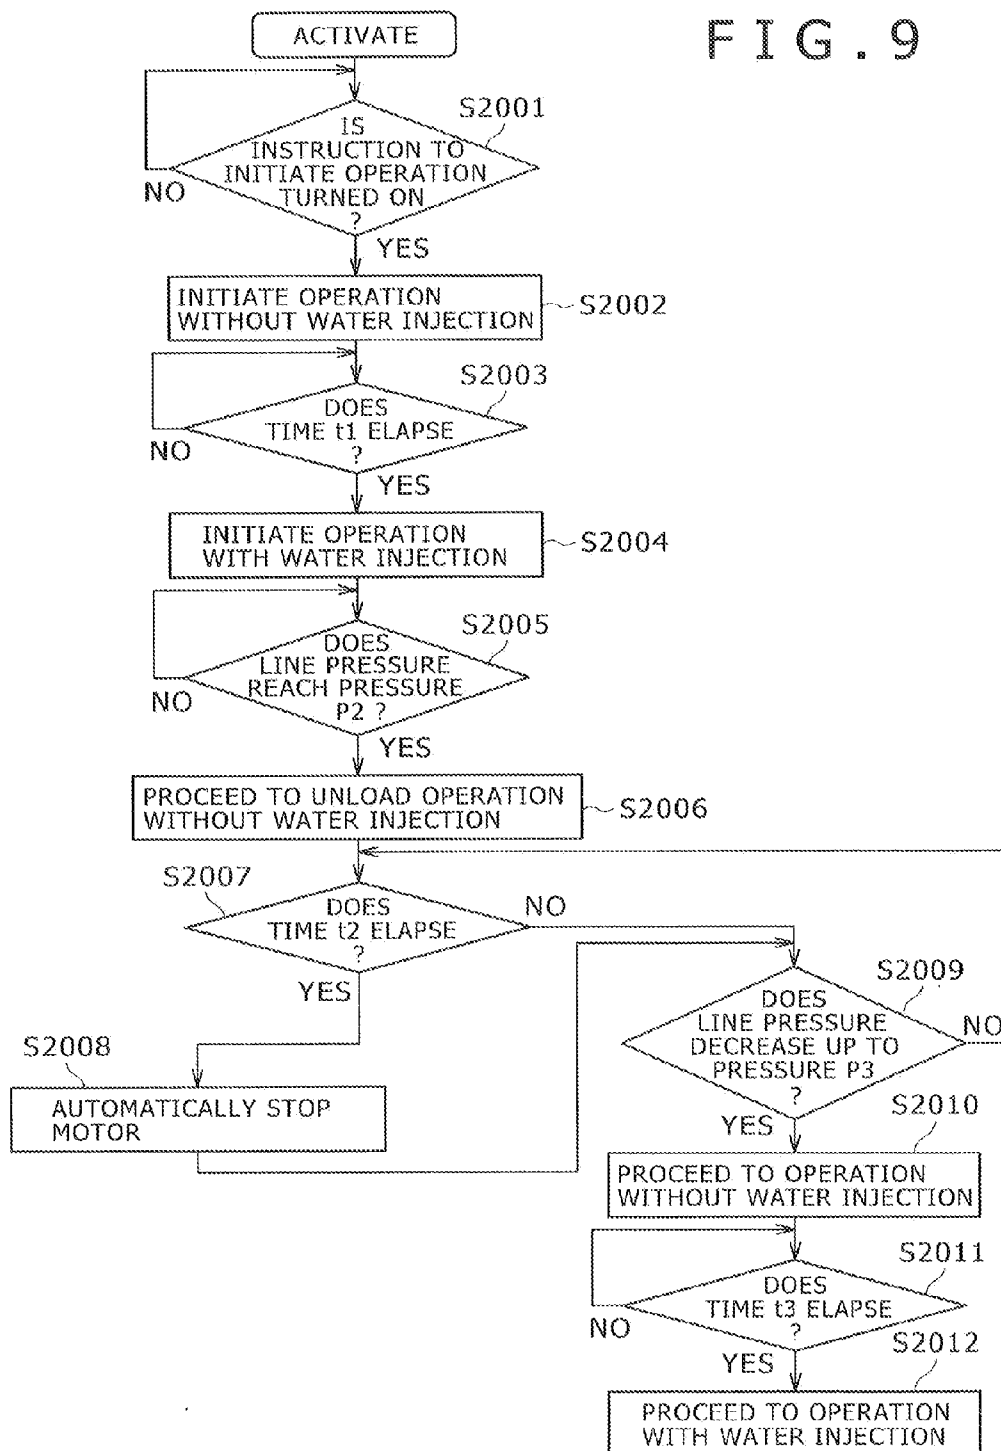 FIG.9
ACTIVATE
S2001
IS
INSTRUCTION TO
INITIATE OPERATION
TURNED ON
?
NO
YES
INITIATE OPERATION
WITHOUT WATER INJECTION
S2002
S2003
DOES
TIME t1 ELAPSE
?
NO
YES
INITIATE OPERATION
WITH WATER INJECTION
S2004
S2005
DOES
LINE PRESSURE
REACH PRESSURE
P2 ?
NO
YES
PROCEED TO UNLOAD OPERATION
WITHOUT WATER INJECTION
S2006
S2007
DOES
TIME t2 ELAPSE
?
NO
YES
S2008
AUTOMATICALLY STOP
MOTOR
S2009
DOES
LINE PRESSURE
DECREASE UP TO
PRESSURE P3
?
NO
YES
S2010
PROCEED TO OPERATION
WITHOUT WATER INJECTION
S2011
DOES
TIME t3 ELAPSE
?
NO
YES
S2012
PROCEED TO OPERATION
WITH WATER INJECTION